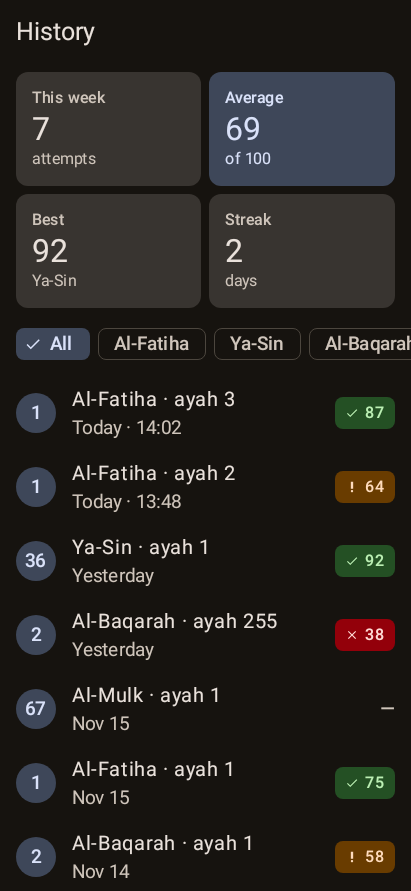 History
This week
7
attempts
Average
69
of 100
Best
92
Ya-Sin
Streak
2
days
All
Al-Fatiha
Ya-Sin
Al-Baqarah
1
Al-Fatiha · ayah 3
Today · 14:02
87
1
Al-Fatiha · ayah 2
Today · 13:48
! 64
36
Ya-Sin · ayah 1
Yesterday
92
2
Al-Baqarah · ayah 255
Yesterday
38
67
Al-Mulk · ayah 1
Nov 15
–
1
Al-Fatiha · ayah 1
Nov 15
75
2
Al-Baqarah · ayah 1
Nov 14
! 58